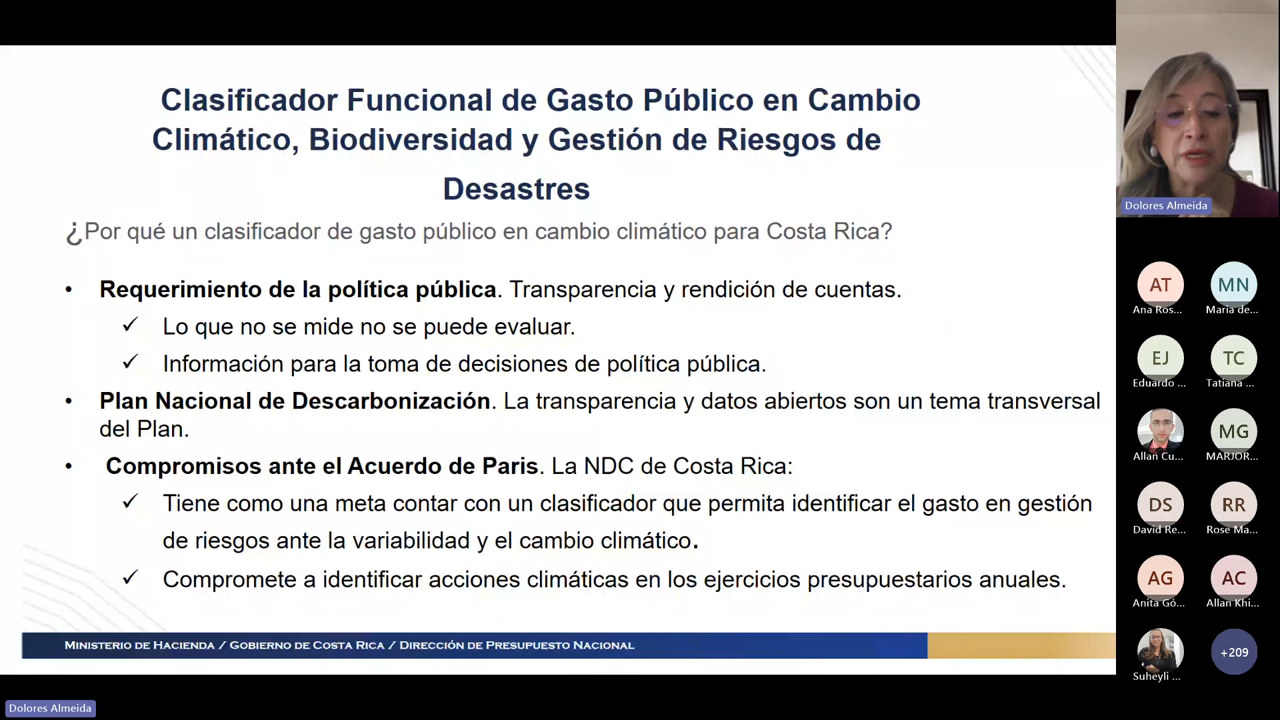 Clasificador Funcional de Gasto Público en Cambio
Climático, Biodiversidad y Gestión de Riesgos de
Desastres
¿Por qué un clasificador de gasto público en cambio climático para Costa Rica?
• Requerimiento de la política pública. Transparencia y rendición de cuentas.
✓ Lo que no se mide no se puede evaluar.
✓ Información para la toma de decisiones de política pública.
• Plan Nacional de Descarbonización. La transparencia y datos abiertos son un tema transversal
del Plan.
• Compromisos ante el Acuerdo de Paris. La NDC de Costa Rica:
✓ Tiene como una meta contar con un clasificador que permita identificar el gasto en gestión
de riesgos ante la variabilidad y el cambio climático.
✓ Compromete a identificar acciones climáticas en los ejercicios presupuestarios anuales.
Ministerio de Hacienda / Gobierno de Costa Rica / Dirección de Presupuesto Nacional
Dolores Almeida
AT
MN
Ana Ros...
Maria de...
EJ
TC
Eduardo ...
Tatiana ...
MG
Allan Cu...
MARJOR...
DS
RR
David Re...
Rose Ma...
AG
AC
Anita Gó...
Allan Khi...
+209
Suheyli ...
Dolores Almeida